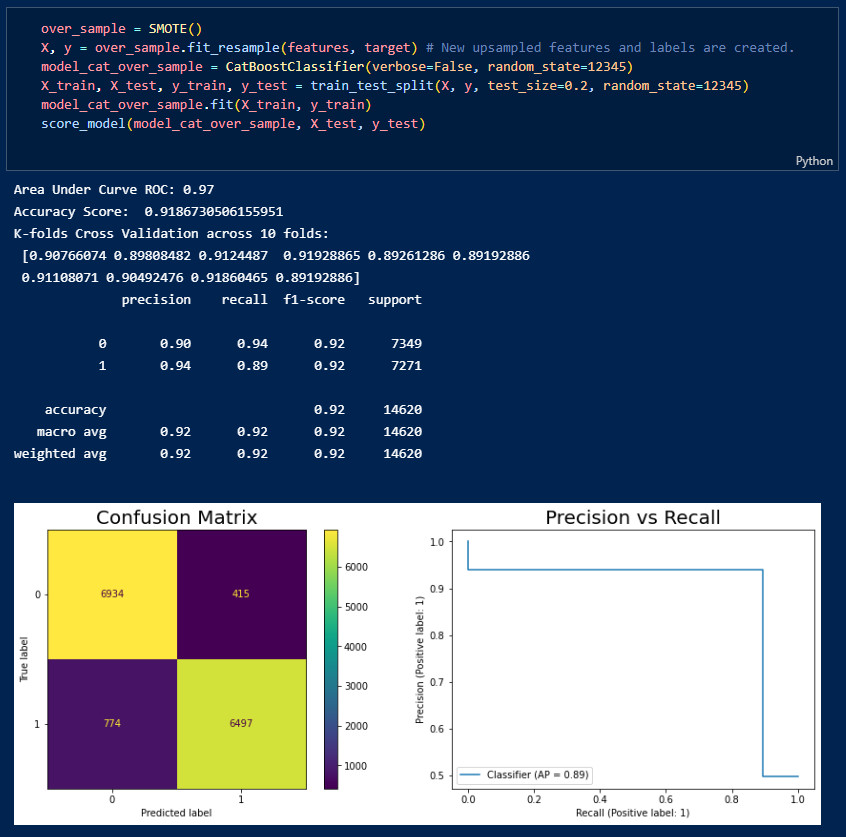 over_sample = SMOTE()
X, y = over_sample.fit_resample(features, target) # New upsampled features and labels are created.
model_cat_over_sample = CatBoostClassifier(verbose=False, random_state=12345)
X_train, X_test, y_train, y_test = train_test_split(X, y, test_size=0.2, random_state=12345)
model_cat_over_sample.fit(X_train, y_train)
score_model(model_cat_over_sample, X_test, y_test)
Python
Area Under Curve ROC: 0.97
Accuracy Score:  0.9186730506155951
K-folds Cross Validation across 10 folds:
[0.90766074 0.89808482 0.9124487  0.91928865 0.89261286 0.89192886
0.91108071 0.90492476 0.91860465 0.89192886]
precision    recall  f1-score   support
0       0.90      0.94      0.92      7349
1       0.94      0.89      0.92      7271
accuracy                           0.92     14620
macro avg       0.92      0.92      0.92     14620
weighted avg       0.92      0.92      0.92     14620
Confusion Matrix
True label
0
1
6934
415
774
6497
0
1
Predicted label
6000
5000
4000
3000
2000
1000
Precision vs Recall
Precision (Positive label: 1)
1.0
0.9
0.8
0.7
0.6
0.5
Classifier (AP = 0.89)
0.0
0.2
0.4
0.6
0.8
1.0
Recall (Positive label: 1)